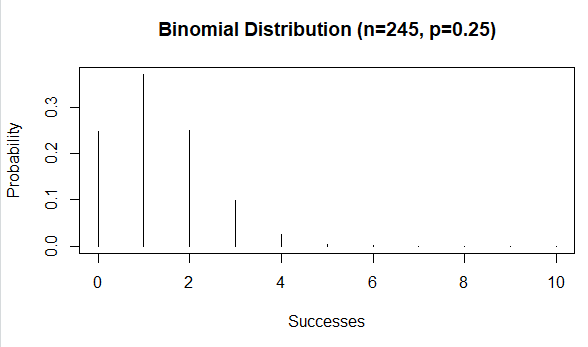 Binomial Distribution (n=245, p=0.25)
Probability
0.3
0.2
0.1
0.0
0 2 4 6 8 10
Successes